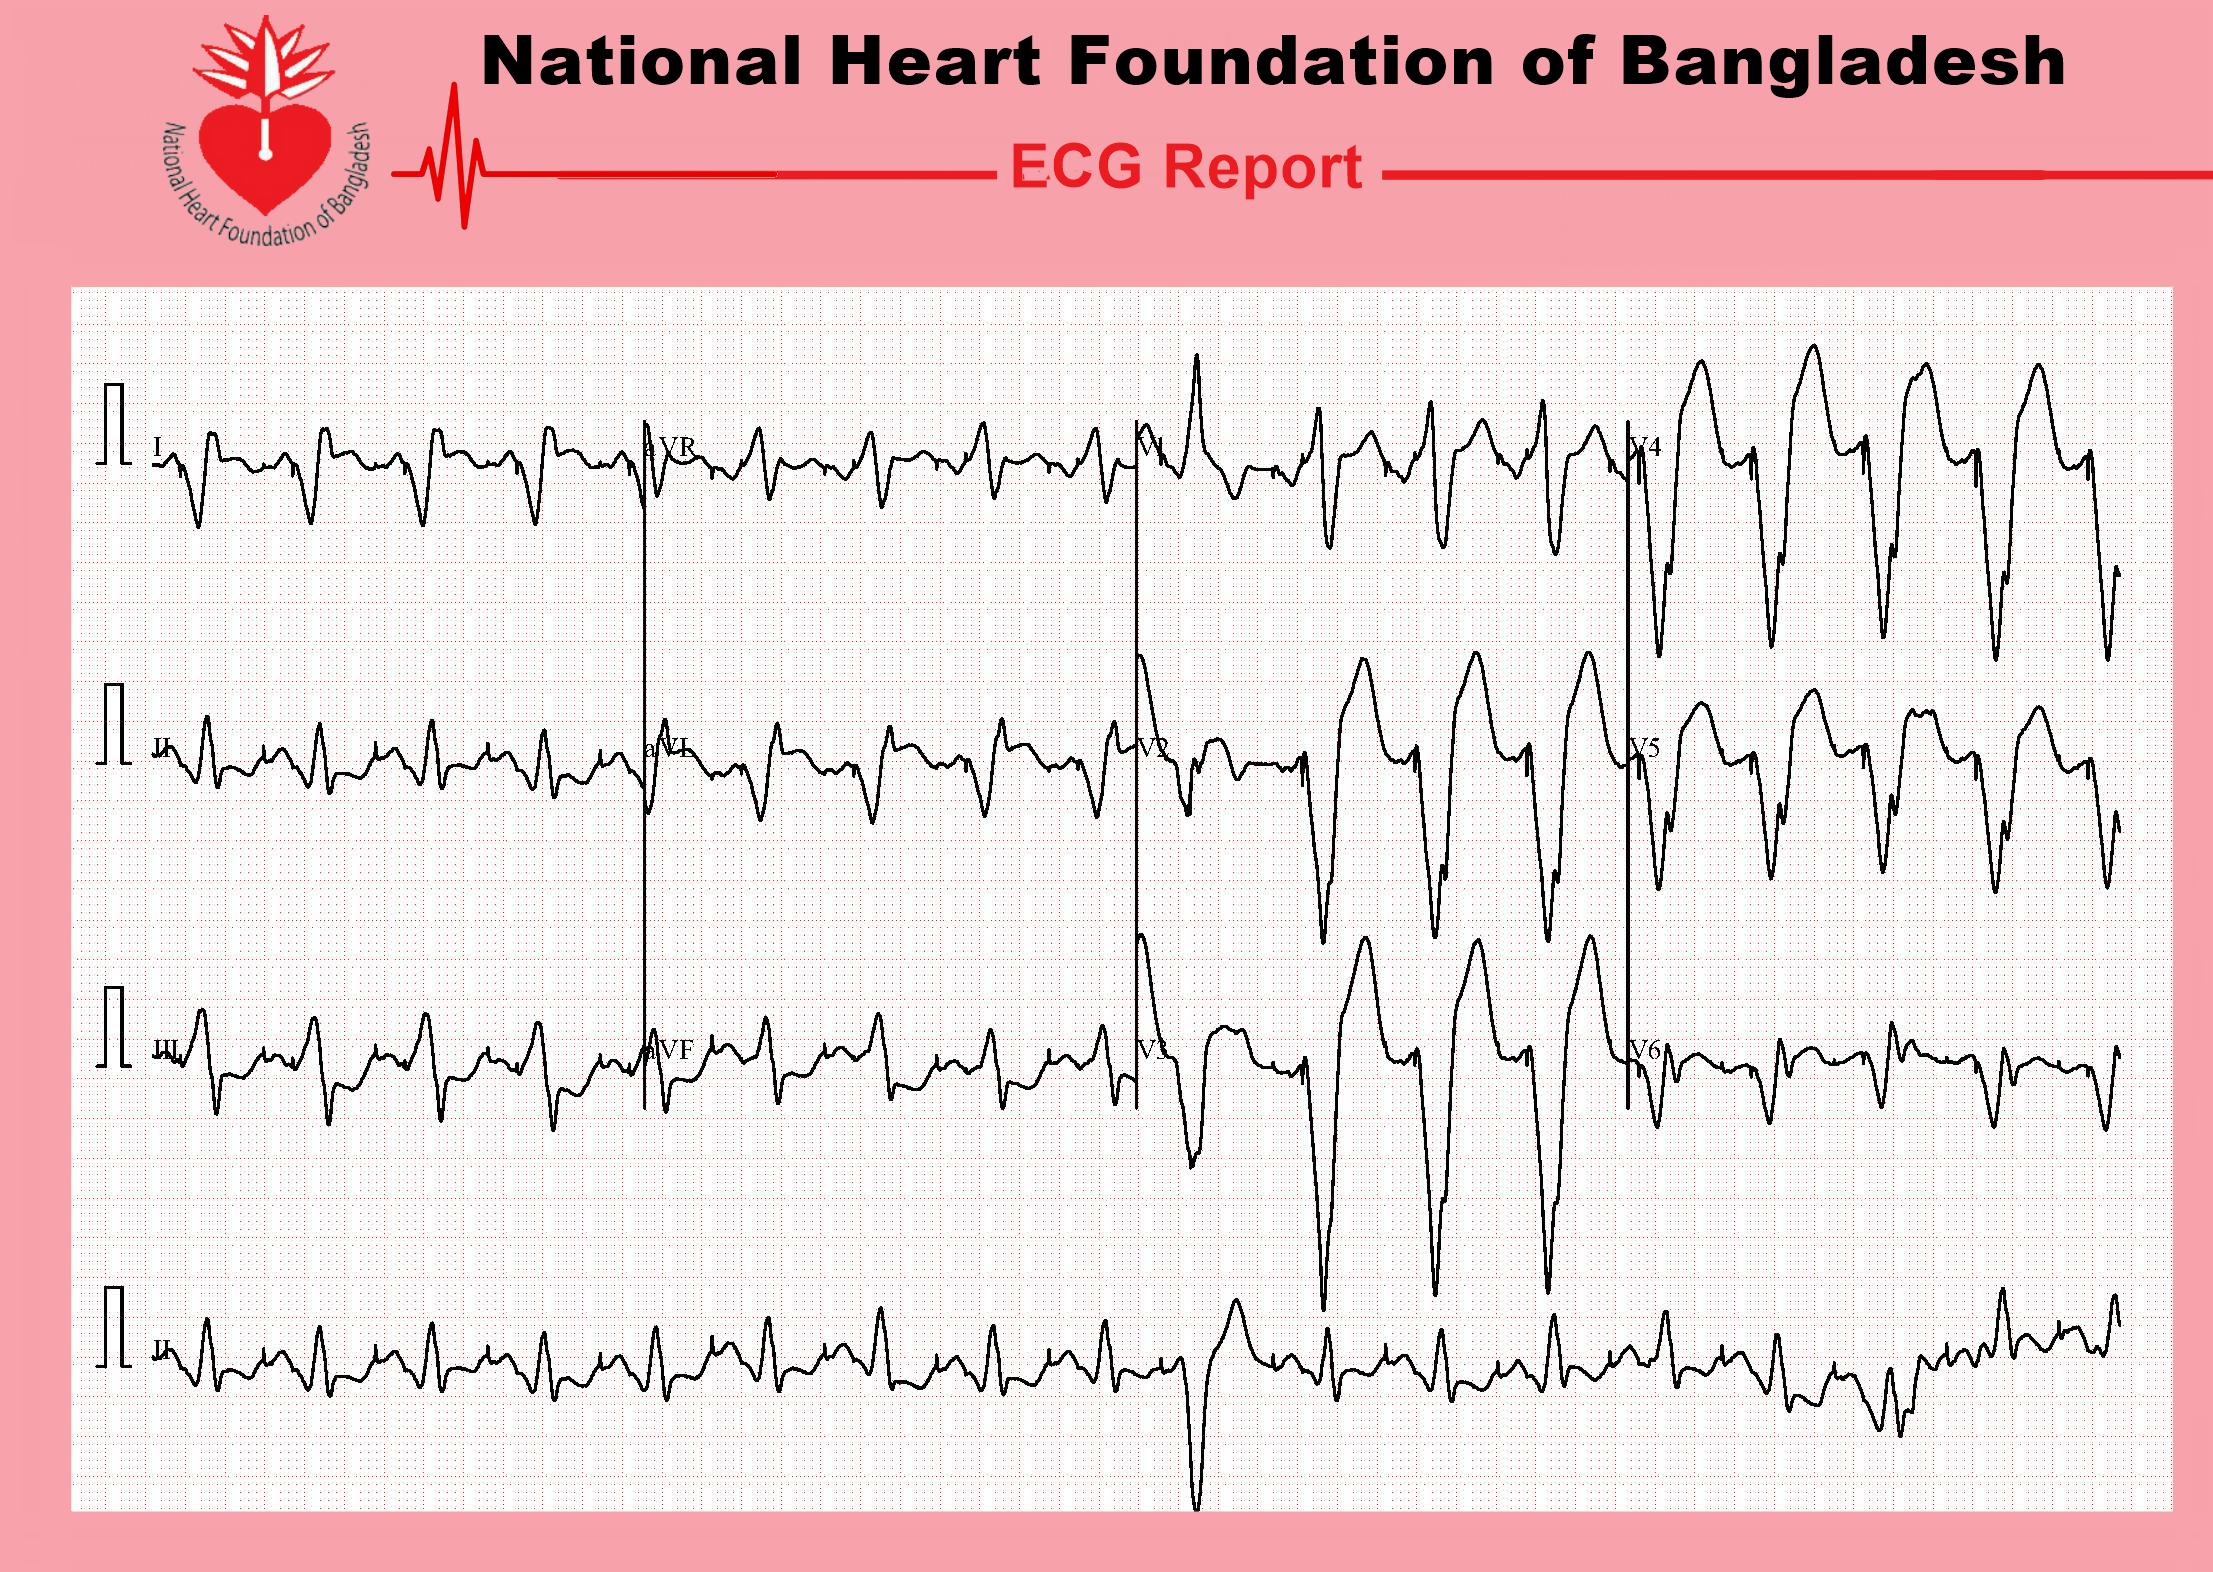 National Heart Foundation of Bangladesh
National Heart Foundation of Bangladesh
ECG Report
I aVR V1 V4
II aVL V2 V5
III aVF V3 V6
II